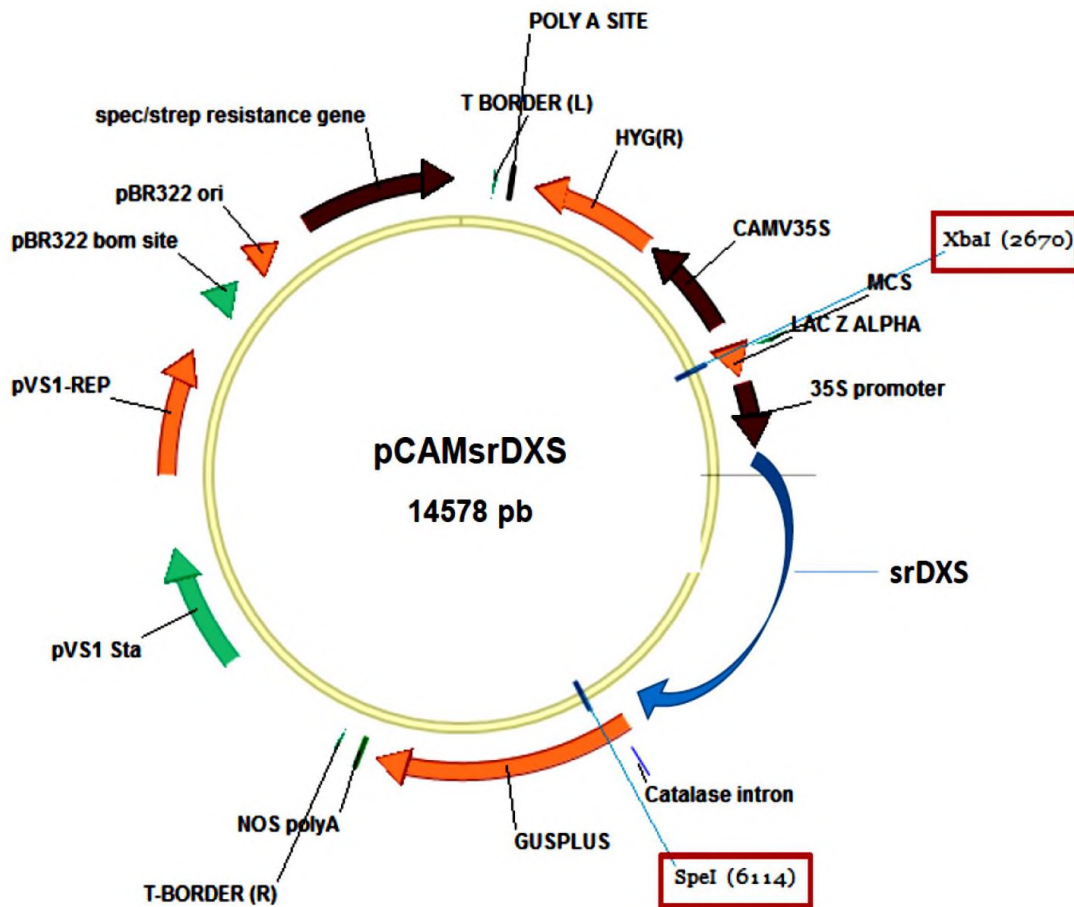 POLY A SITE
T BORDER (L)
spec/strep resistance gene
HYG(R)
pBR322 ori
CAMV35S
XbaI (2670)
pBR322 bom site
MCS
LAC Z ALPHA
pVS1-REP
35S promoter
pCAMsrDXS
14578 pb
srDXS
pVS1 Sta
Catalase intron
NOS polyA
GUSPLUS
SpeI (6114)
T-BORDER (R)